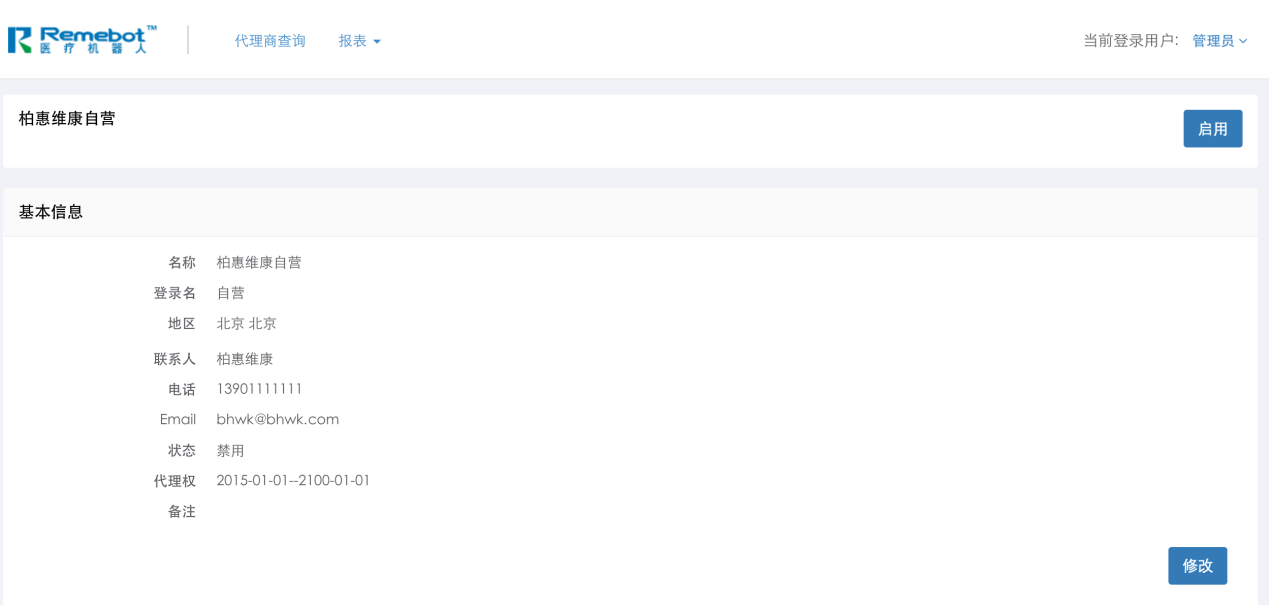 Remebot™
医疗机器人
代理商查询 报表 当前登录用户: 管理员
柏惠维康自营
启用
基本信息
名称 柏惠维康自营
登录名 自营
地区 北京 北京
联系人 柏惠维康
电话 13901111111
Email bhwk@bhwk.com
状态 禁用
代理权 2015-01-01--2100-01-01
备注
修改